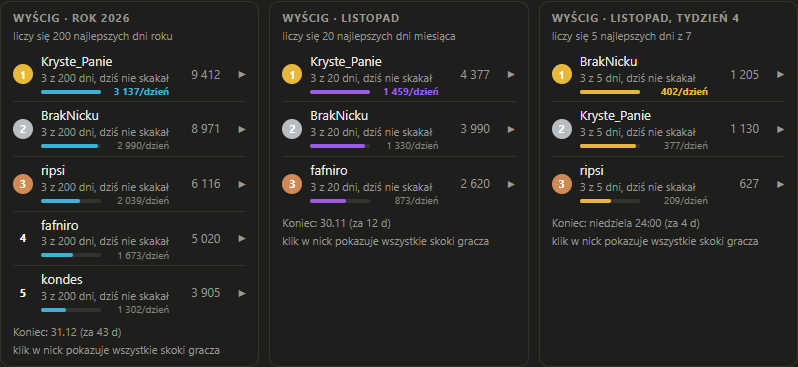 WYŚCIG · ROK 2026
liczy się 200 najlepszych dni roku
1
Kryste_Panie
3 z 200 dni, dziś nie skakał
3 137/dzień
9 412
2
BrakNicku
3 z 200 dni, dziś nie skakał
2 990/dzień
8 971
3
ripsi
3 z 200 dni, dziś nie skakał
2 039/dzień
6 116
4
fafniro
3 z 200 dni, dziś nie skakał
1 673/dzień
5 020
5
kondes
3 z 200 dni, dziś nie skakał
1 302/dzień
3 905
Koniec: 31.12 (za 43 d)
klik w nick pokazuje wszystkie skoki gracza
WYŚCIG · LISTOPAD
liczy się 20 najlepszych dni miesiąca
1
Kryste_Panie
3 z 20 dni, dziś nie skakał
1 459/dzień
4 377
2
BrakNicku
3 z 20 dni, dziś nie skakał
1 330/dzień
3 990
3
fafniro
3 z 20 dni, dziś nie skakał
873/dzień
2 620
Koniec: 30.11 (za 12 d)
klik w nick pokazuje wszystkie skoki gracza
WYŚCIG · LISTOPAD, TYDZIEŃ 4
liczy się 5 najlepszych dni z 7
1
BrakNicku
3 z 5 dni, dziś nie skakał
402/dzień
1 205
2
Kryste_Panie
3 z 5 dni, dziś nie skakał
377/dzień
1 130
3
ripsi
3 z 5 dni, dziś nie skakał
209/dzień
627
Koniec: niedziela 24:00 (za 4 d)
klik w nick pokazuje wszystkie skoki gracza